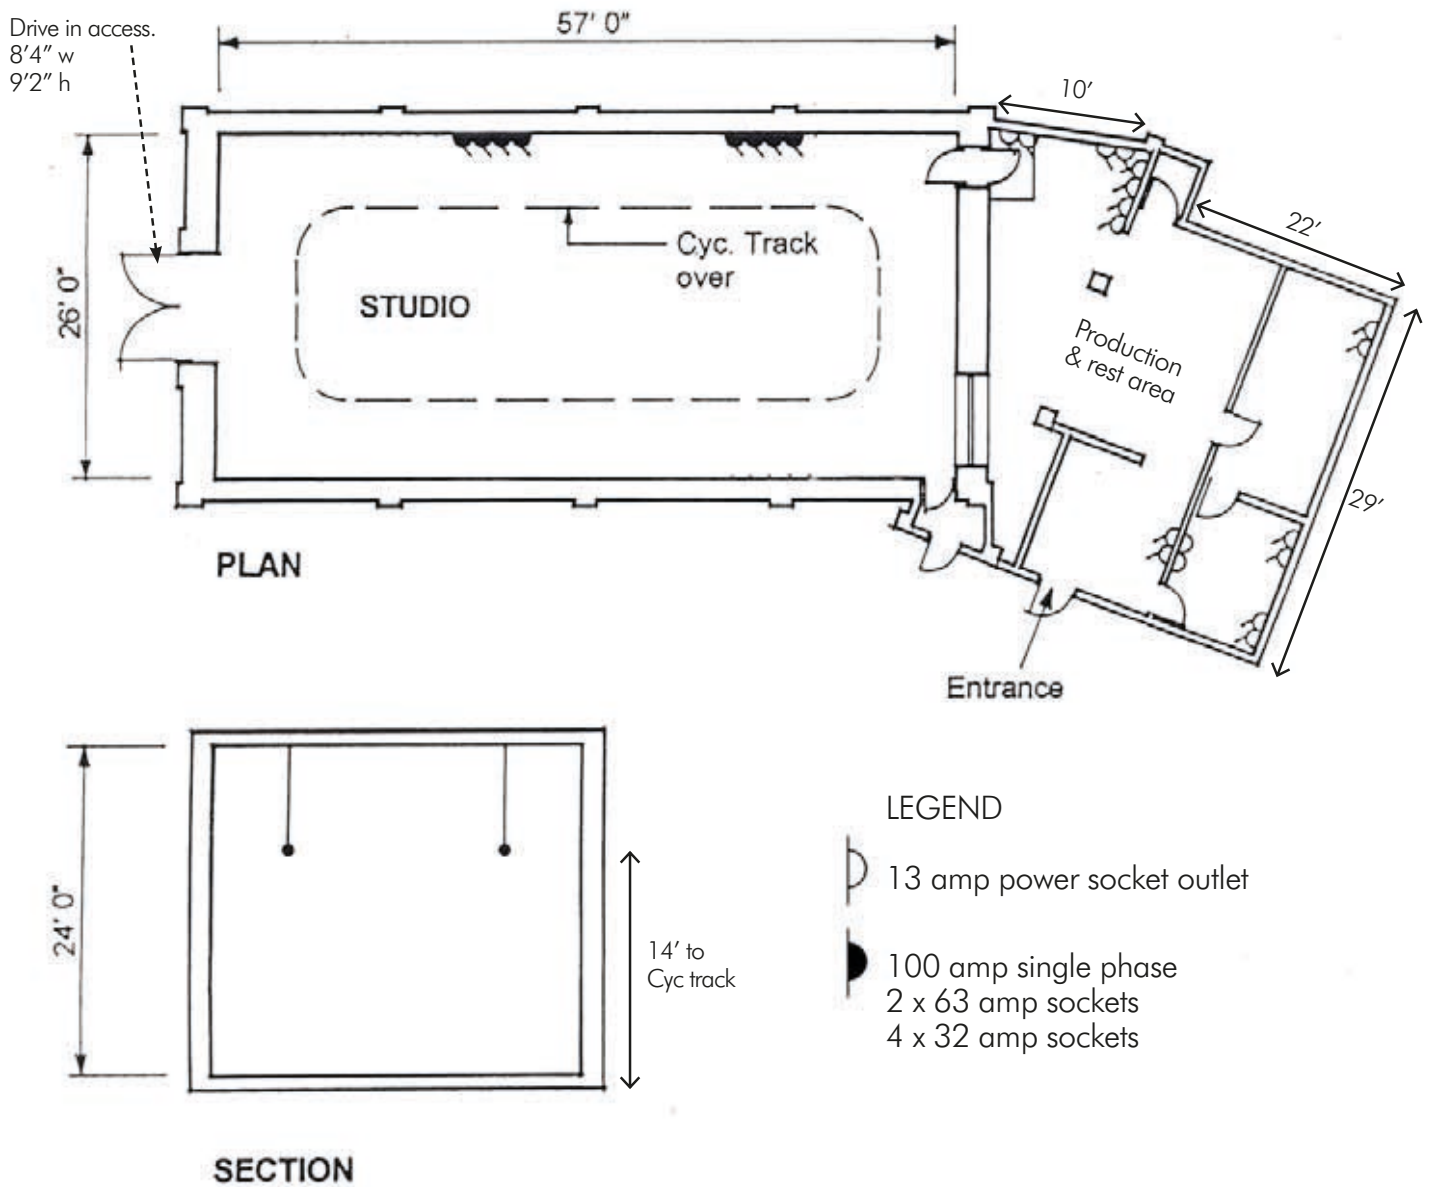 Drive in access.
8'4" w
9'2" h
57' 0"
10'
22'
26' 0"
Cyc. Track
over
STUDIO
Production
& rest area
29'
PLAN
Entrance
24' 0"
14' to
Cyc track
LEGEND
13 amp power socket outlet
100 amp single phase
2 x 63 amp sockets
4 x 32 amp sockets
SECTION